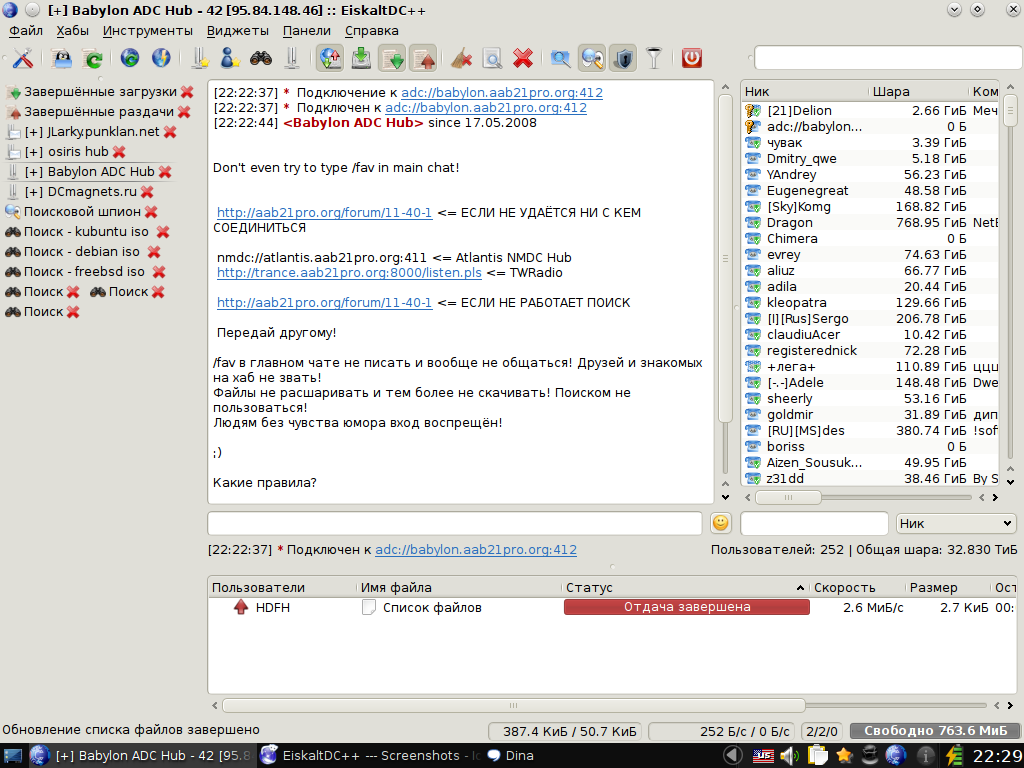 [+] Babylon ADC Hub - 42 [95.84.148.46] :: EiskaltDC++
Файл Хабы Инструменты Виджеты Панели Справка
Завершённые загрузки
Завершённые раздачи
[+] JLarky.punklan.net
[+] osiris hub
[+] Babylon ADC Hub
[+] DCmagnets.ru
Поисковой шпион
Поиск - kubuntu iso
Поиск - debian iso
Поиск - freebsd iso
Поиск Поиск
Поиск
[22:22:37] * Подключение к adc://babylon.aab21pro.org:412
[22:22:37] * Подключен к adc://babylon.aab21pro.org:412
[22:22:44] <Babylon ADC Hub> since 17.05.2008
Don't even try to type /fav in main chat!
http://aab21pro.org/forum/11-40-1 <= ЕСЛИ НЕ УДАЁТСЯ НИ С КЕМ
СОЕДИНИТЬСЯ
nmdc://atlantis.aab21pro.org:411 <= Atlantis NMDC Hub
http://trance.aab21pro.org:8000/listen.pls <= TWRadio
http://aab21pro.org/forum/11-40-1 <= ЕСЛИ НЕ РАБОТАЕТ ПОИСК
Передай другому!
/fav в главном чате не писать и вообще не общаться! Друзей и знакомых
на хаб не звать!
Файлы не расшаривать и тем более не скачивать! Поиском не
пользоваться!
Людям без чувства юмора вход воспрещён!
;)
Какие правила?
Ник Шара Ком
[21]Delion 2.66 ГиБ Меч
adc://babylon... 0 Б
чувак 3.39 ГиБ
Dmitry_qwe 5.18 ГиБ
YAndrey 56.23 ГиБ
Eugenegreat 48.58 ГиБ
[Sky]Komg 168.82 ГиБ
Dragon 768.95 ГиБ NetB
Chimera 0 Б
evrey 74.63 ГиБ
aliuz 66.77 ГиБ
adila 20.44 ГиБ
kleopatra 129.66 ГиБ
[I][Rus]Sergo 206.78 ГиБ
claudiuAcer 10.42 ГиБ
registerednick 72.28 ГиБ
+лега+ 110.89 ГиБ ццц
[-.-]Adele 148.48 ГиБ Dwe
sheerly 53.16 ГиБ
goldmir 31.89 ГиБ дип
[RU][MS]des 380.74 ГиБ !sof
boriss 0 Б
Aizen_Sousuk... 49.95 ГиБ
z31dd 38.46 ГиБ By S
Ник
[22:22:37] * Подключен к adc://babylon.aab21pro.org:412
Пользователей: 252 | Общая шара: 32.830 ТиБ
Пользователи Имя файла Статус Скорость Размер Ост
HDFH Список файлов Отдача завершена 2.6 МиБ/с 2.7 КиБ 00:
Обновление списка файлов завершено
387.4 КиБ / 50.7 КиБ 252 Б/с / 0 Б/с 2/2/0 Свободно 763.6 МиБ
[+] Babylon ADC Hub - 42 [95.8 EiskaltDC++ --- Screenshots - Dina 22:29